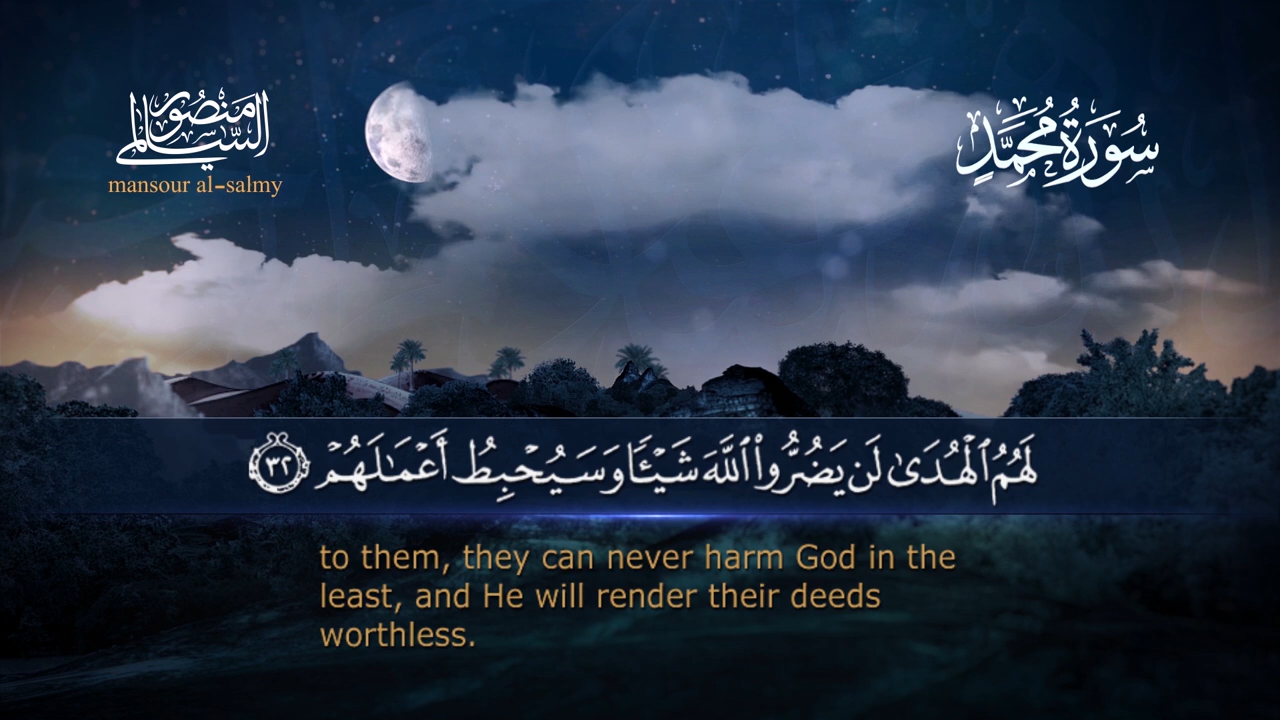 منصور السالمي
mansour al-salmy
سُورَةُ مُحَمَّدٍ
لَهُمُ ٱلْهُدَىٰ لَن يَضُرُّوا۟ ٱللَّهَ شَيْـًٔا وَسَيُحْبِطُ أَعْمَـٰلَهُمْ ٣٢
to them, they can never harm God in the
least, and He will render their deeds
worthless.